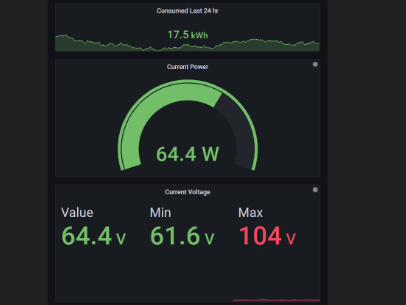 Consumed Last 24 hr
17.5 kWh
Current Power
64.4 W
Current Voltage
Value Min Max
64.4 V 61.6 V 104 V